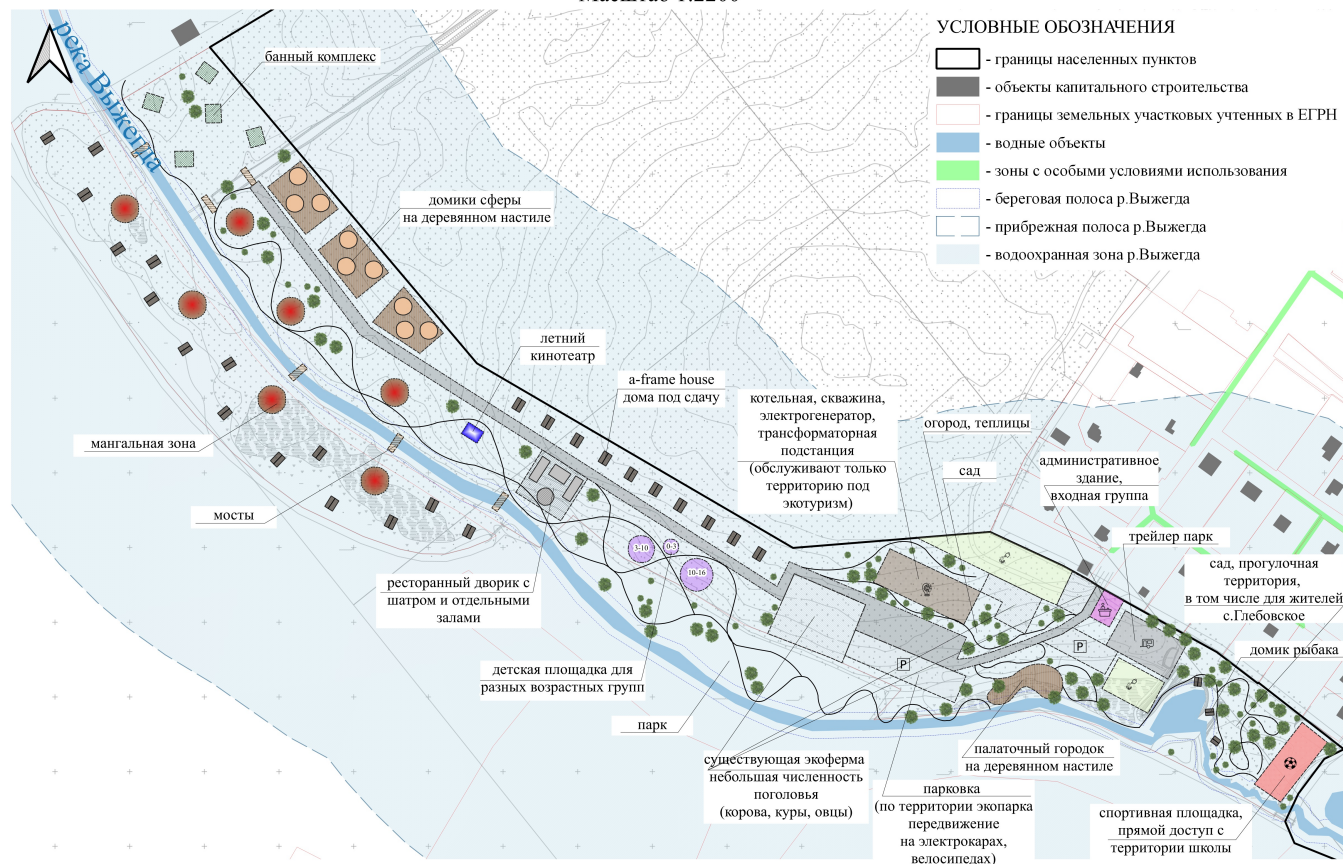 Масштаб 1:2200
УСЛОВНЫЕ ОБОЗНАЧЕНИЯ
- границы населенных пунктов
- объекты капитального строительства
- границы земельных участковых учтенных в ЕГРН
- водные объекты
- зоны с особыми условиями использования
- береговая полоса р.Выжегда
- прибрежная полоса р.Выжегда
- водоохранная зона р.Выжегда
река Выжегда
банный комплекс
домики сферы
на деревянном настиле
летний
кинотеатр
a-frame house
дома под сдачу
котельная, скважина,
электрогенератор,
трансформаторная
подстанция
(обслуживают только
территорию под
экотуризм)
огород, теплицы
сад
административное
здание,
входная группа
трейлер парк
сад, прогулочная
территория,
в том числе для жителей
с.Глебовское
домик рыбака
мангальная зона
мосты
ресторанный дворик с
шатром и отдельными
залами
3-10
0-3
10-16
P
P
детская площадка для
разных возрастных групп
парк
существующая экоферма
небольшая численность
поголовья
(корова, куры, овцы)
парковка
(по территории экопарка
передвижение
на электрокарах,
велосипедах)
палаточный городок
на деревянном настиле
спортивная площадка,
прямой доступ с
территории школы